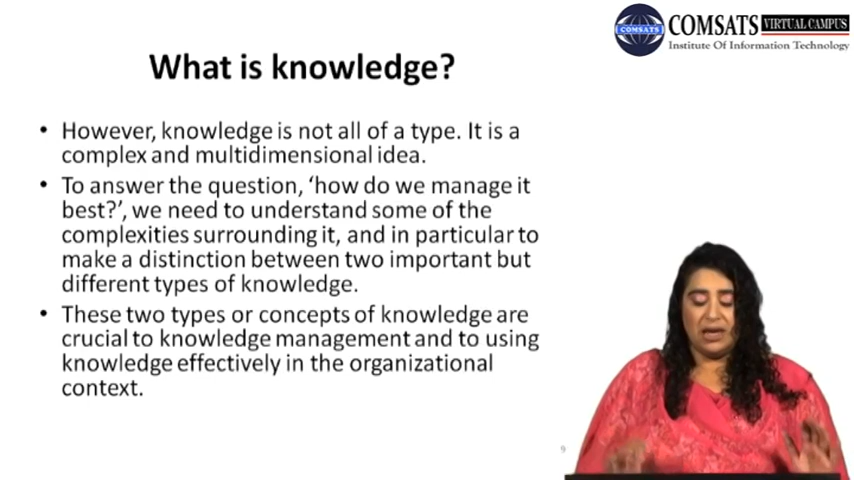 COMSATS
COMSATS VIRTUAL CAMPUS
Institute Of Information Technology
What is knowledge?
• However, knowledge is not all of a type. It is a
complex and multidimensional idea.
• To answer the question, ‘how do we manage it
best?’, we need to understand some of the
complexities surrounding it, and in particular to
make a distinction between two important but
different types of knowledge.
• These two types or concepts of knowledge are
crucial to knowledge management and to using
knowledge effectively in the organizational
context.
9